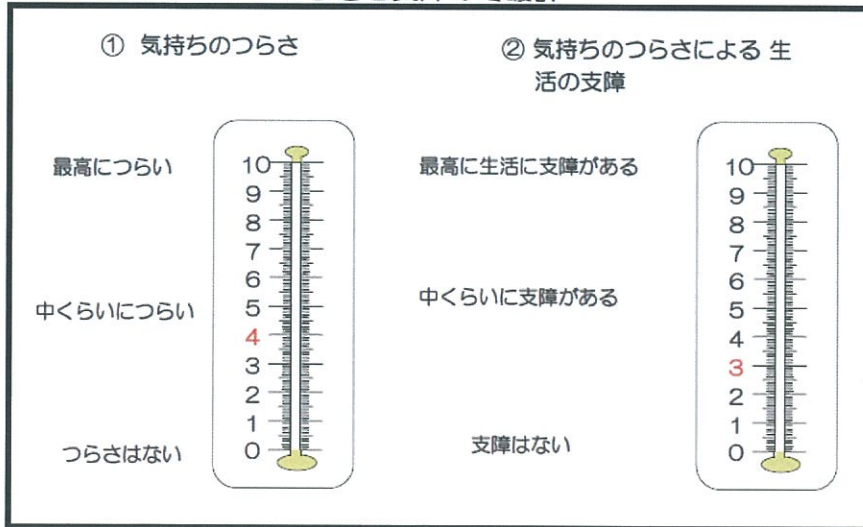 ① 気持ちのつらさ
最高につらい
中くらいにつらい
つらさはない
10
9
8
7
6
5
4
3
2
1
0
② 気持ちのつらさによる 生
活の支障
最高に生活に支障がある
中くらいに支障がある
支障はない
10
9
8
7
6
5
4
3
2
1
0